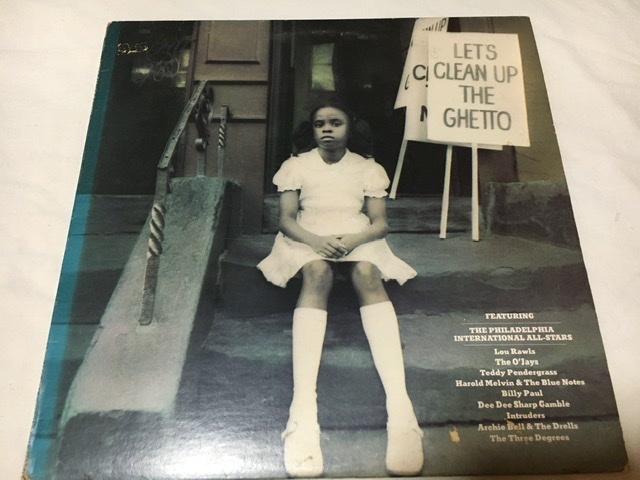 LET'S
CLEAN UP
THE
GHETTO
FEATURING
THE PHILADELPHIA
INTERNATIONAL ALL-STARS
Lou Rawls
The O'Jays
Teddy Pendergrass
Harold Melvin & The Blue Notes
Billy Paul
Dee Dee Sharp Gamble
Intruders
Archie Bell & The Drells
The Three Degrees